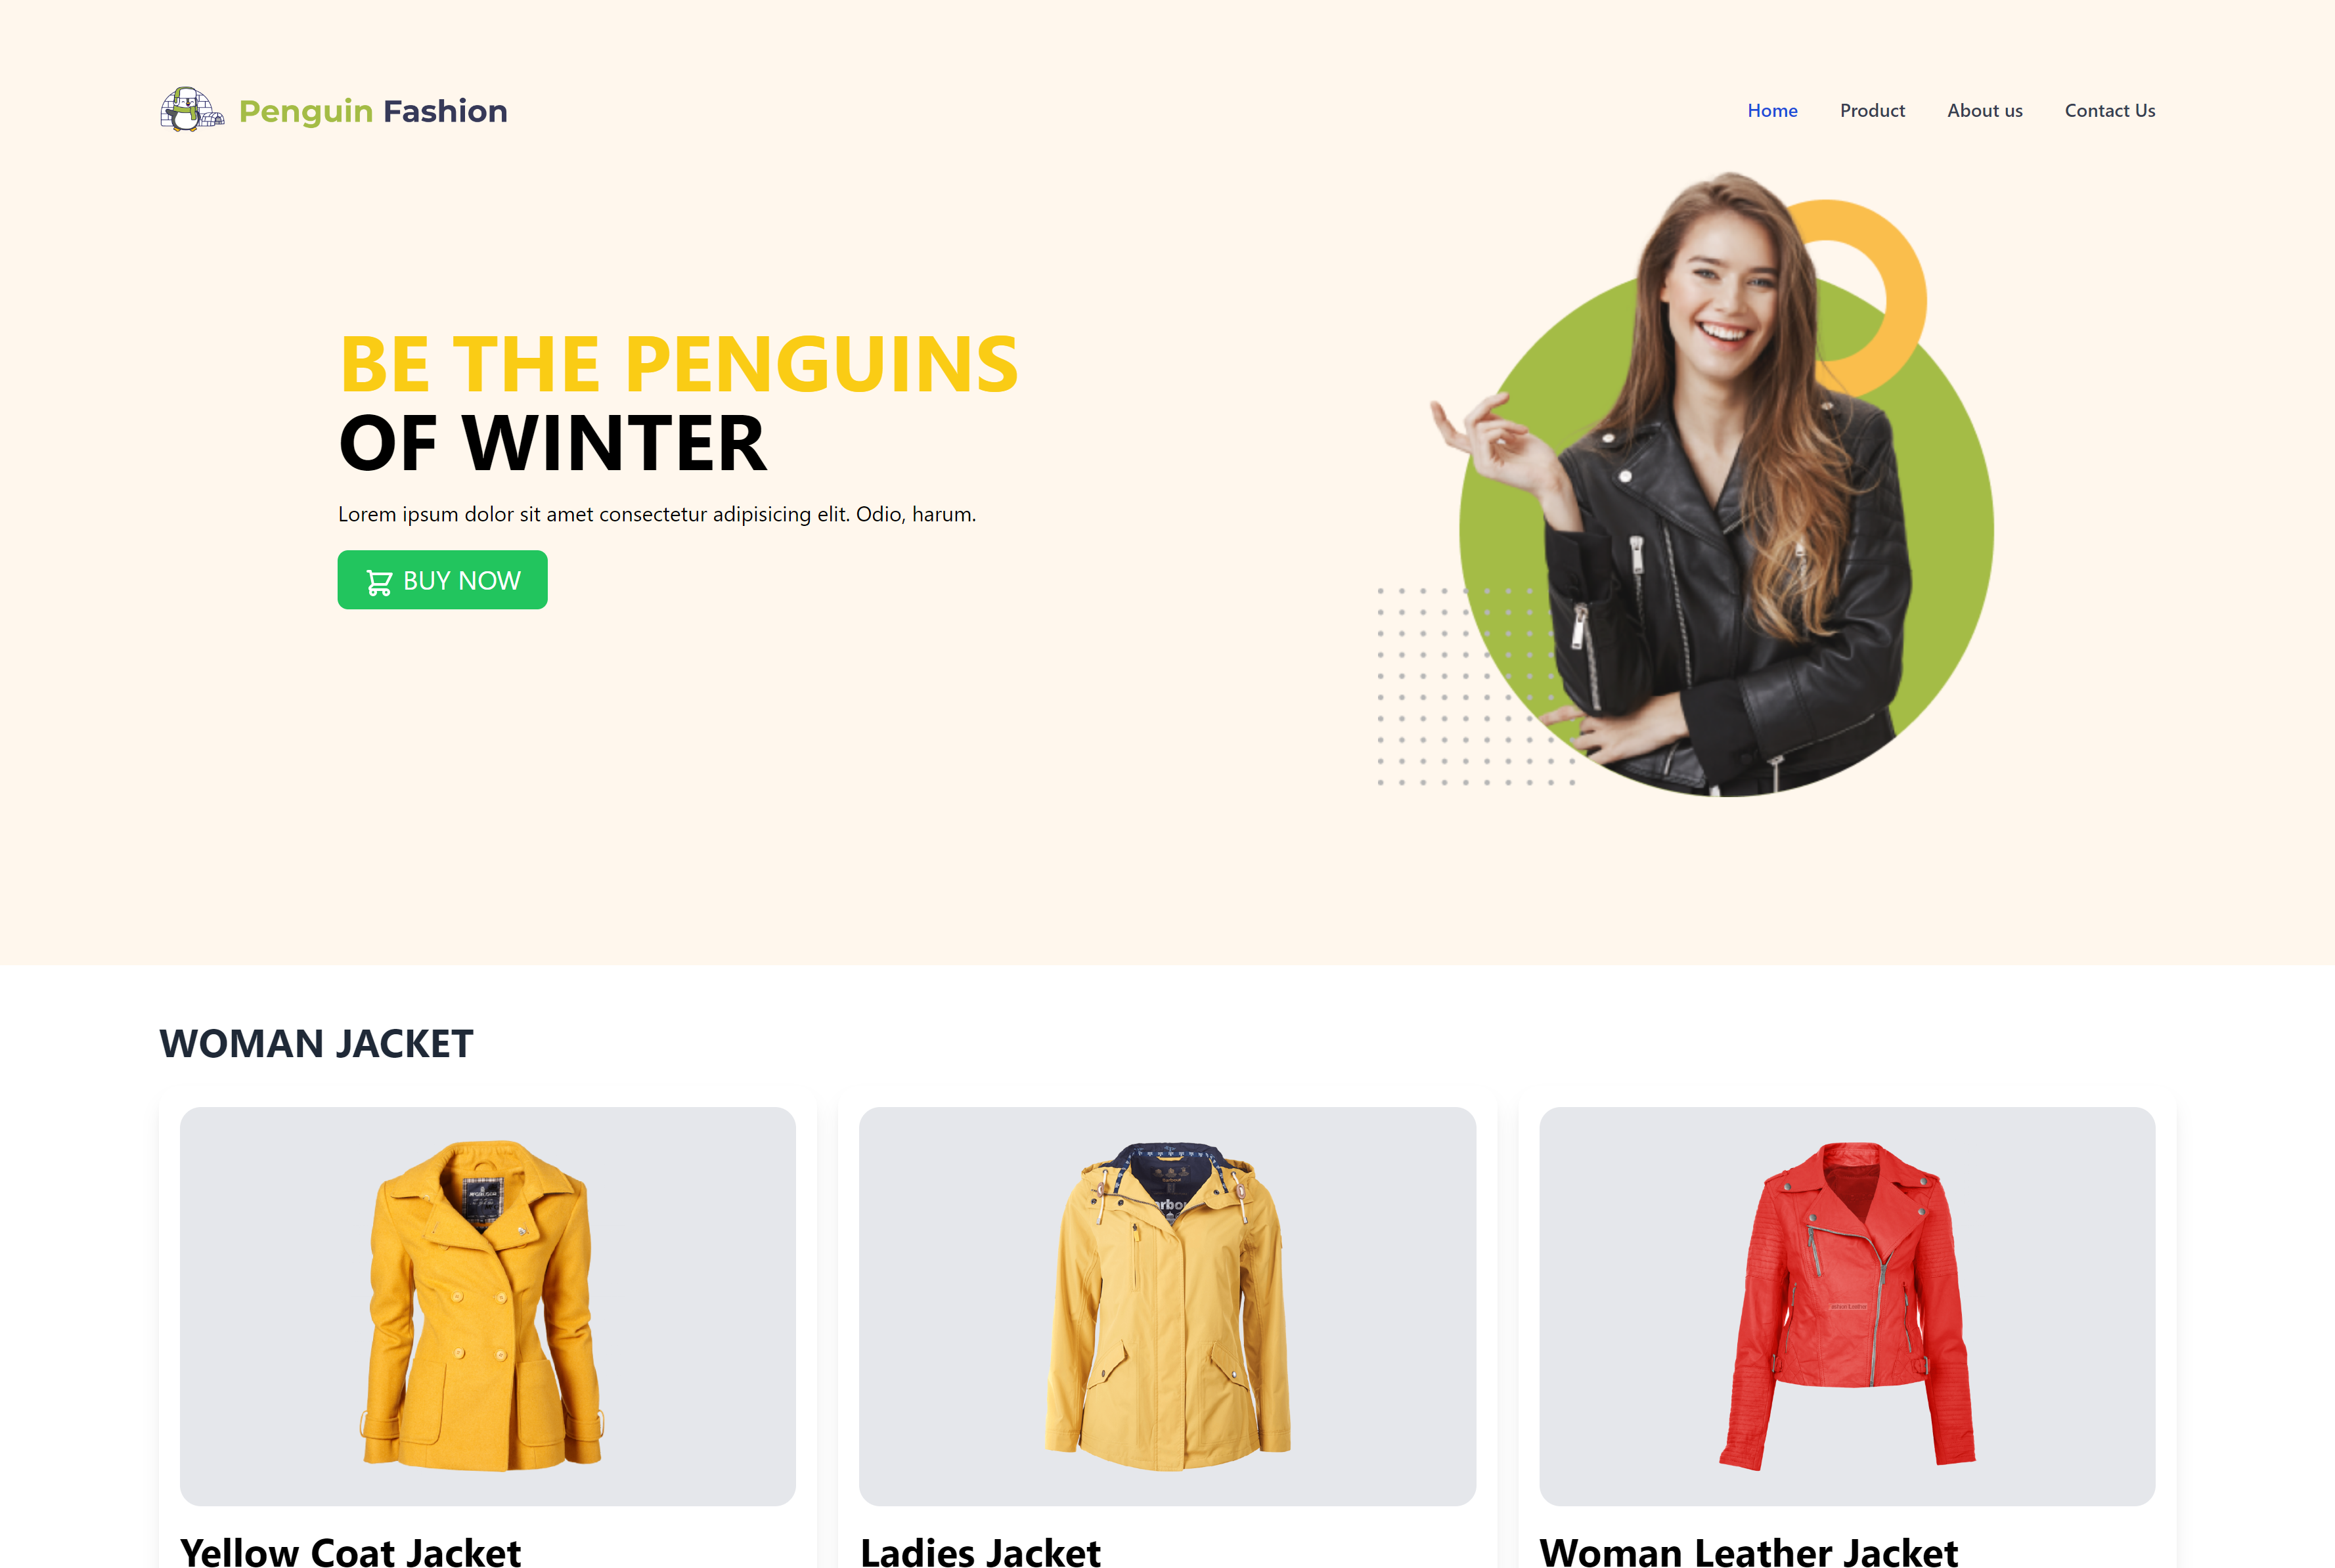 Penguin Fashion
Home Product About us Contact Us
BE THE PENGUINS
OF WINTER
Lorem ipsum dolor sit amet consectetur adipisicing elit. Odio, harum.
BUY NOW
WOMAN JACKET
Yellow Coat Jacket
Ladies Jacket
Woman Leather Jacket